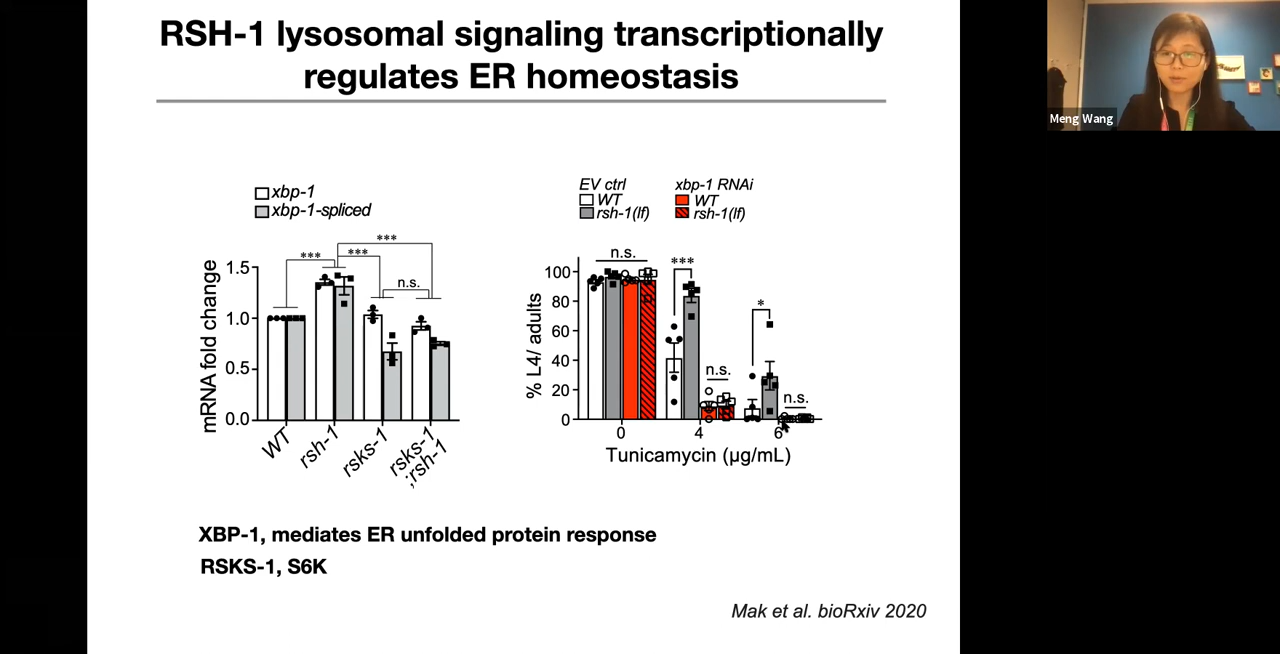 RSH-1 lysosomal signaling transcriptionally
regulates ER homeostasis
Meng Wang
xbp-1
xbp-1-spliced
***
***
***
n.s.
mRNA fold change
1.5
1.0
0.5
0.0
WT
rsh-1
rsks-1
rsks-1
;rsh-1
EV ctrl
WT
rsh-1(lf)
xbp-1 RNAi
WT
rsh-1(lf)
n.s.
***
n.s.
*
n.s.
% L4/ adults
100
80
60
40
20
0
0
4
6
Tunicamycin (μg/mL)
XBP-1, mediates ER unfolded protein response
RSKS-1, S6K
Mak et al. bioRxiv 2020